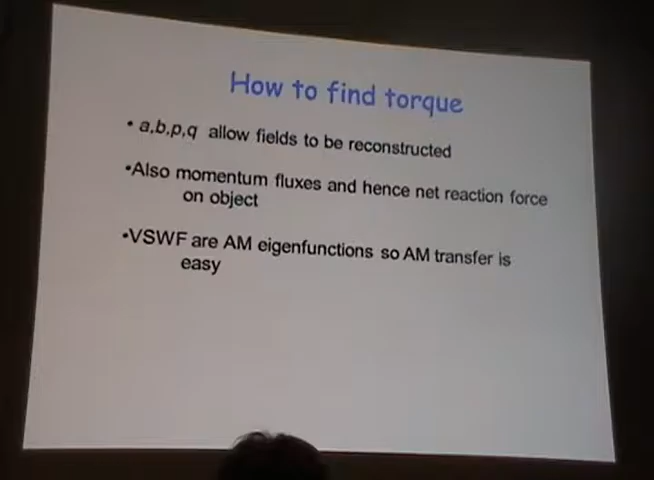 How to find torque
• a,b,p,q allow fields to be reconstructed
•Also momentum fluxes and hence net reaction force
on object
•VSWF are AM eigenfunctions so AM transfer is
easy